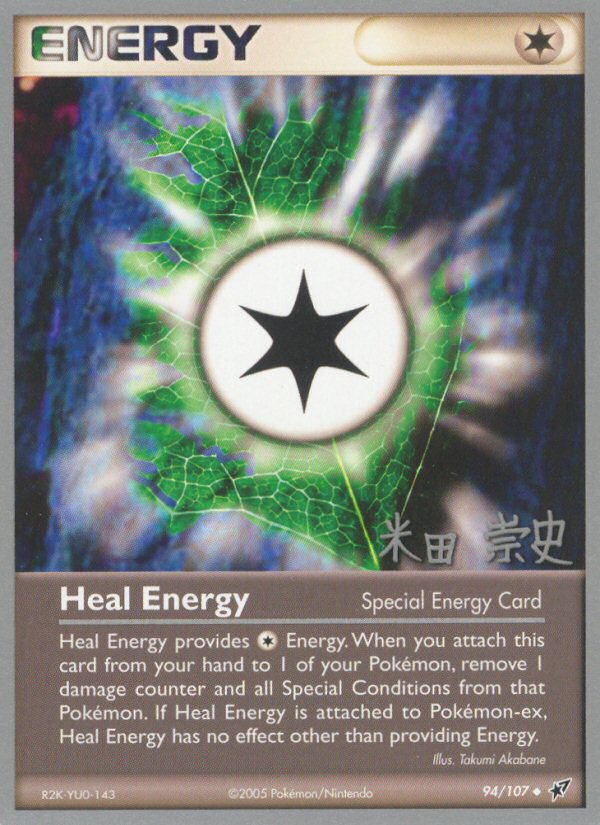 ENERGY
米田 崇史
Heal Energy
Special Energy Card
Heal Energy provides Energy. When you attach this
card from your hand to 1 of your Pokémon, remove 1
damage counter and all Special Conditions from that
Pokémon. If Heal Energy is attached to Pokémon-ex,
Heal Energy has no effect other than providing Energy.
Illus. Takumi Akabane
R2K-YU0-143
©2005 Pokémon/Nintendo
94/107